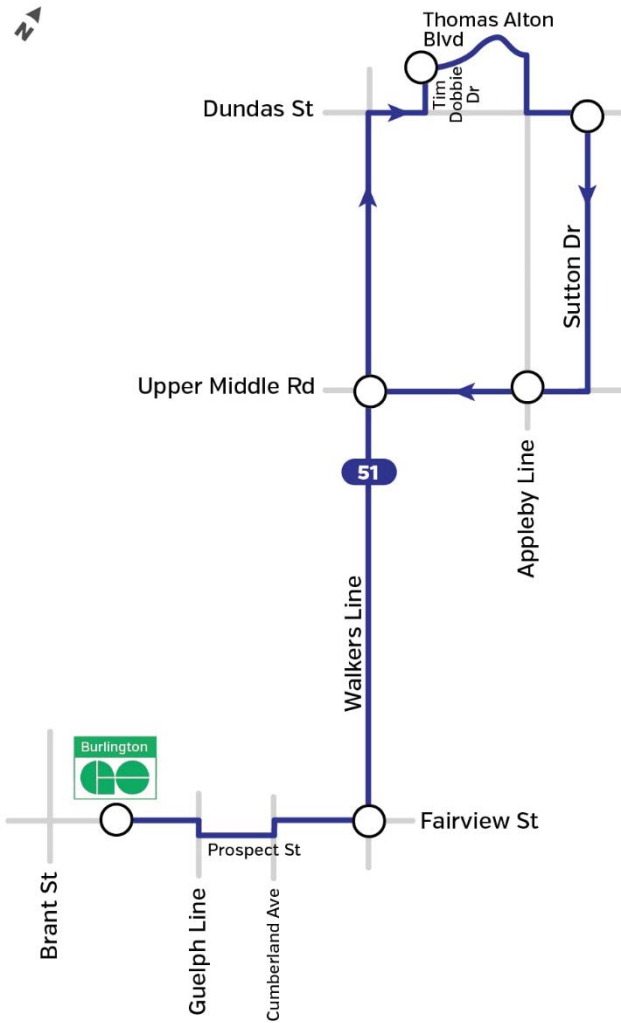 N
Thomas Alton
Blvd
Tim
Dobbie
Dr
Dundas St
Sutton Dr
Upper Middle Rd
51
Appleby Line
Walkers Line
Burlington
GO
Fairview St
Prospect St
Brant St
Guelph Line
Cumberland Ave